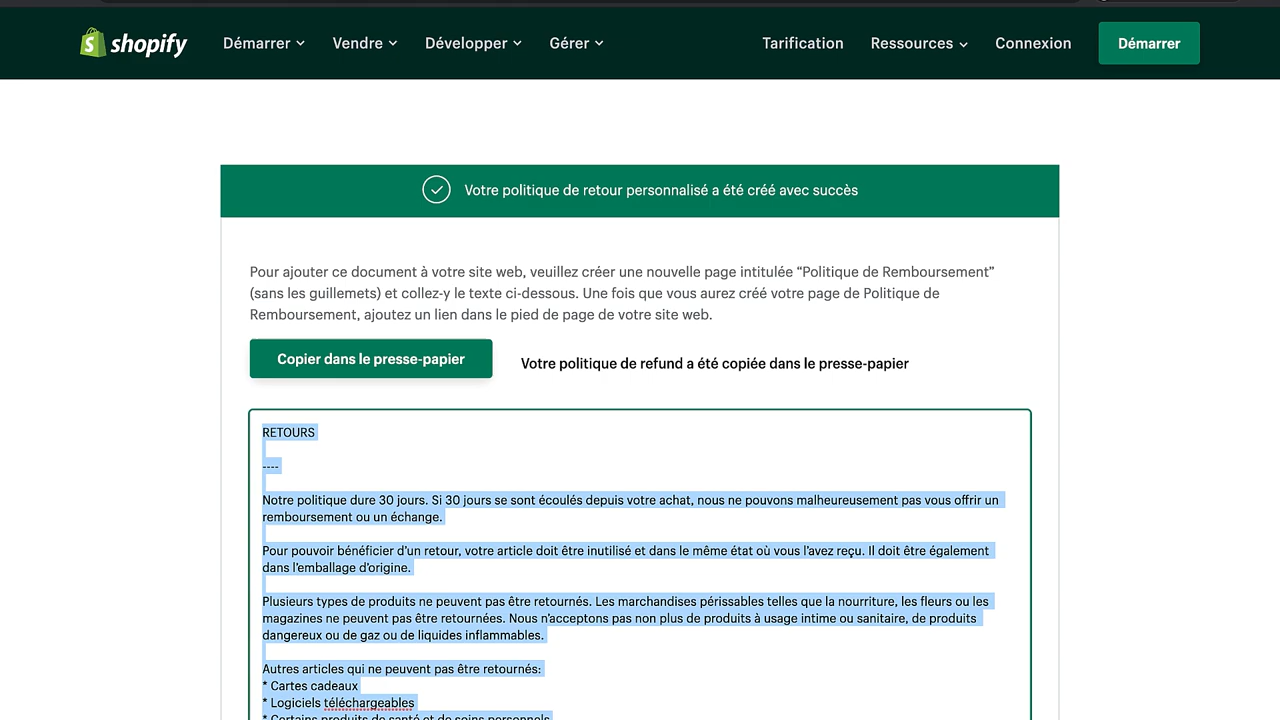 shopify Démarrer Vendre Développer Gérer Tarification Ressources Connexion Démarrer
Votre politique de retour personnalisé a été créé avec succès
Pour ajouter ce document à votre site web, veuillez créer une nouvelle page intitulée “Politique de Remboursement”
(sans les guillemets) et collez-y le texte ci-dessous. Une fois que vous aurez créé votre page de Politique de
Remboursement, ajoutez un lien dans le pied de page de votre site web.
Copier dans le presse-papier Votre politique de refund a été copiée dans le presse-papier
RETOURS
----
Notre politique dure 30 jours. Si 30 jours se sont écoulés depuis votre achat, nous ne pouvons malheureusement pas vous offrir un
remboursement ou un échange.
Pour pouvoir bénéficier d’un retour, votre article doit être inutilisé et dans le même état où vous l’avez reçu. Il doit être également
dans l’emballage d’origine.
Plusieurs types de produits ne peuvent pas être retournés. Les marchandises périssables telles que la nourriture, les fleurs ou les
magazines ne peuvent pas être retournées. Nous n’acceptons pas non plus de produits à usage intime ou sanitaire, de produits
dangereux ou de gaz ou de liquides inflammables.
Autres articles qui ne peuvent pas être retournés:
* Cartes cadeaux
* Logiciels téléchargeables
* Certains produits de santé et de soins personnels